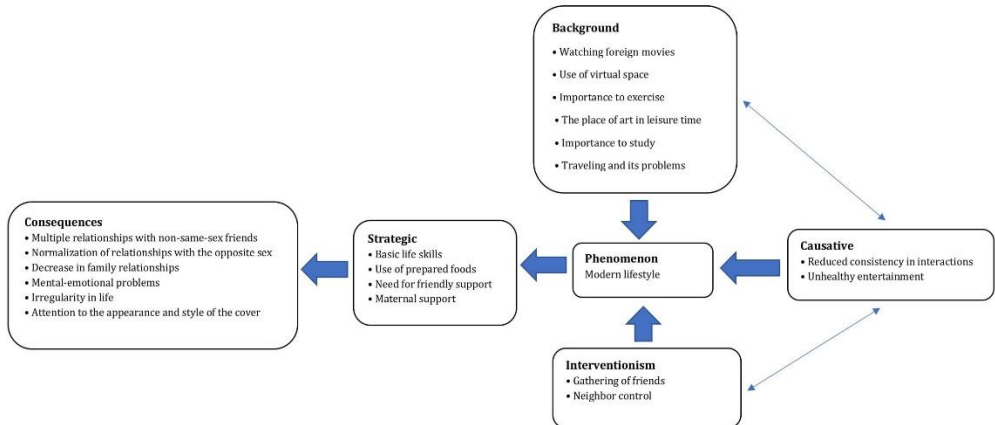 Background
• Watching foreign movies
• Use of virtual space
• Importance to exercise
• The place of art in leisure time
• Importance to study
• Traveling and its problems
Consequences
• Multiple relationships with non-same-sex friends
• Normalization of relationships with the opposite sex
• Decrease in family relationships
• Mental-emotional problems
• Irregularity in life
• Attention to the appearance and style of the cover
Strategic
• Basic life skills
• Use of prepared foods
• Need for friendly support
• Maternal support
Phenomenon
Modern lifestyle
Causative
• Reduced consistency in interactions
• Unhealthy entertainment
Interventionism
• Gathering of friends
• Neighbor control